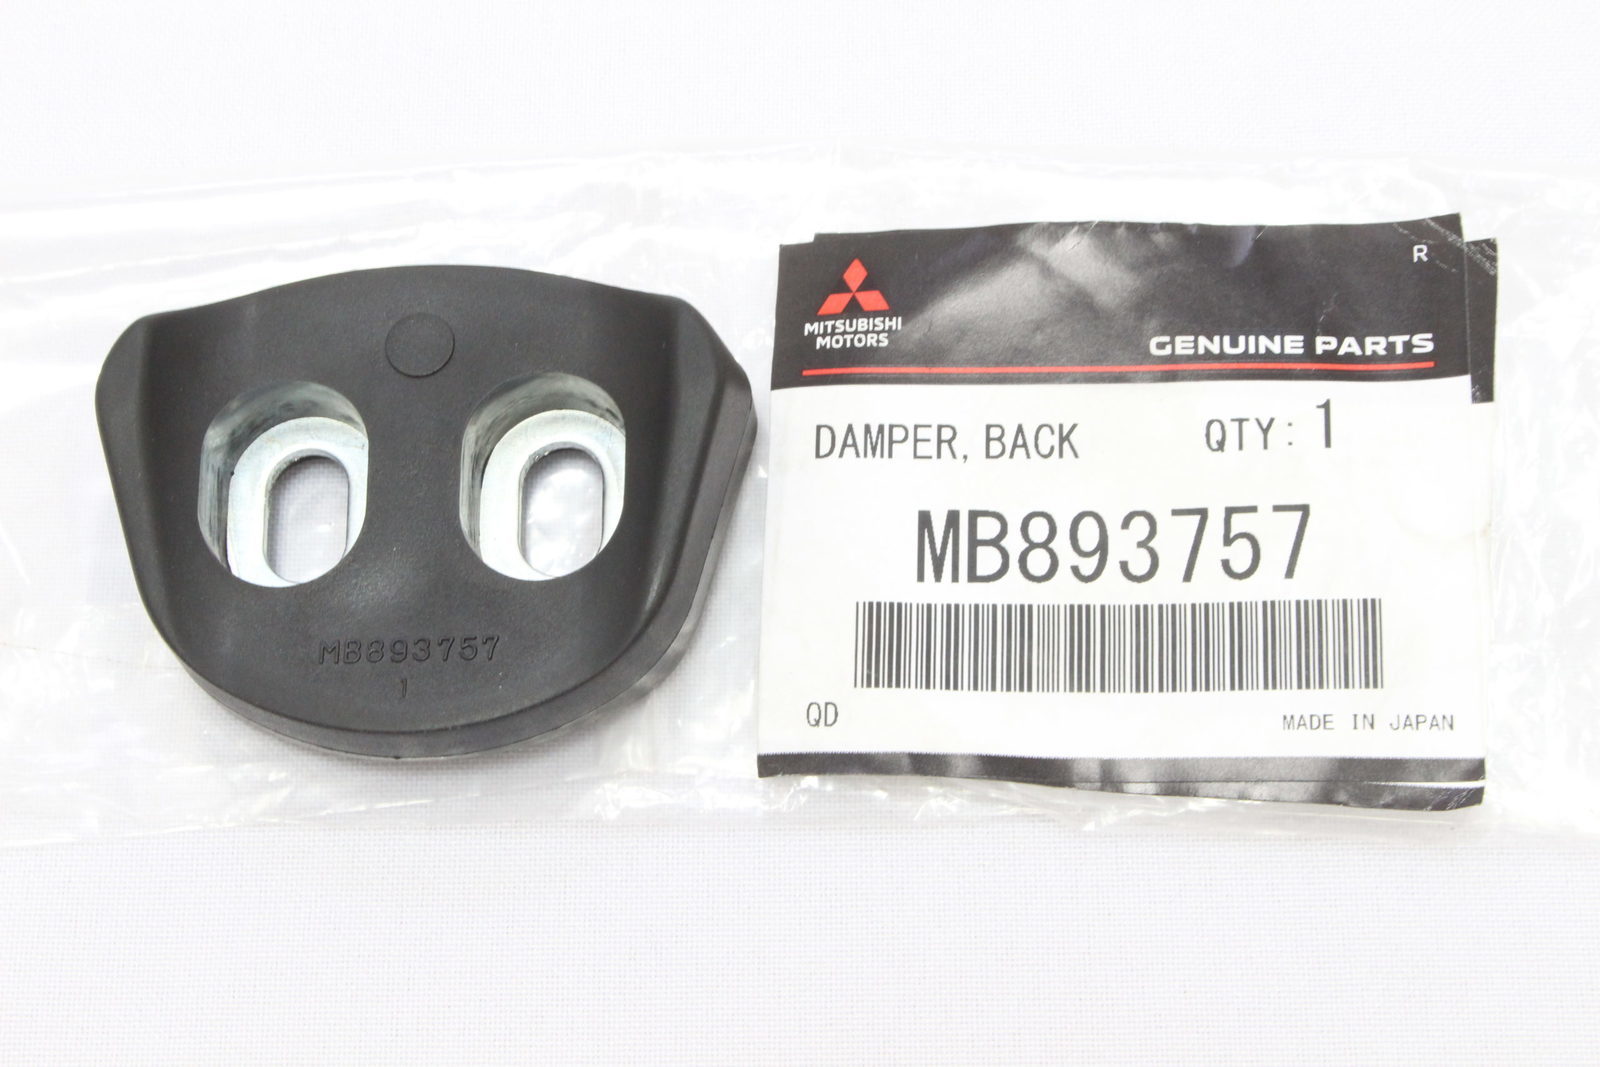 MB893757
1
R
MITSUBISHI
MOTORS
GENUINE PARTS
DAMPER, BACK QTY: 1
MB893757
QD MADE IN JAPAN